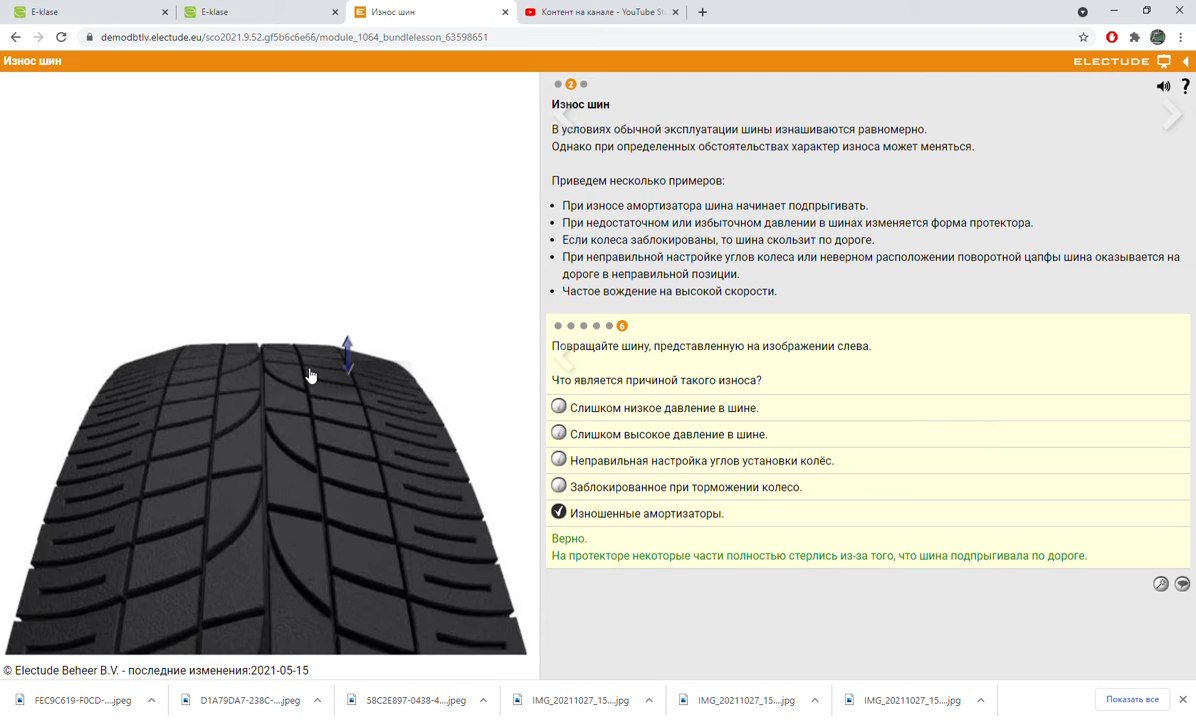 E-klase
E-klase
Износ шин
Контент на канале - YouTube St
demodbtlv.electude.eu/sco2021.9.52.gf5b6c6e66/module_1064_bundlelesson_63598651
Износ шин
ELECTUDE
2
?
Износ шин
В условиях обычной эксплуатации шины изнашиваются равномерно.
Однако при определенных обстоятельствах характер износа может меняться.
Приведем несколько примеров:
• При износе амортизатора шина начинает подпрыгивать.
• При недостаточном или избыточном давлении в шинах изменяется форма протектора.
• Если колеса заблокированы, то шина скользит по дороге.
• При неправильной настройке углов колеса или неверном расположении поворотной цапфы шина оказывается на
дороге в неправильной позиции.
• Частое вождение на высокой скорости.
6
Повращайте шину, представленную на изображении слева.
Что является причиной такого износа?
Слишком низкое давление в шине.
Слишком высокое давление в шине.
Неправильная настройка углов установки колёс.
Заблокированное при торможении колесо.
Изношенные амортизаторы.
Верно.
На протекторе некоторые части полностью стерлись из-за того, что шина подпрыгивала по дороге.
© Electude Beheer B.V. - последние изменения:2021-05-15
FEC9C619-F0CD-....jpeg
D1A79DA7-238C-....jpeg
58C2E897-0438-4....jpeg
IMG_20211027_15....jpg
IMG_20211027_15....jpg
IMG_20211027_15....jpg
Показать все